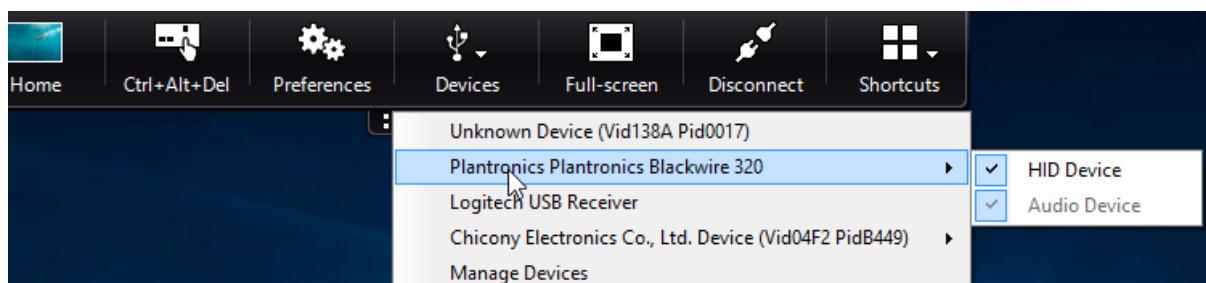 Home Ctrl+Alt+Del Preferences Devices Full-screen Disconnect Shortcuts
Unknown Device (Vid138A Pid0017)
Plantronics Plantronics Blackwire 320
HID Device
Logitech USB Receiver
Audio Device
Chicony Electronics Co., Ltd. Device (Vid04F2 PidB449)
Manage Devices